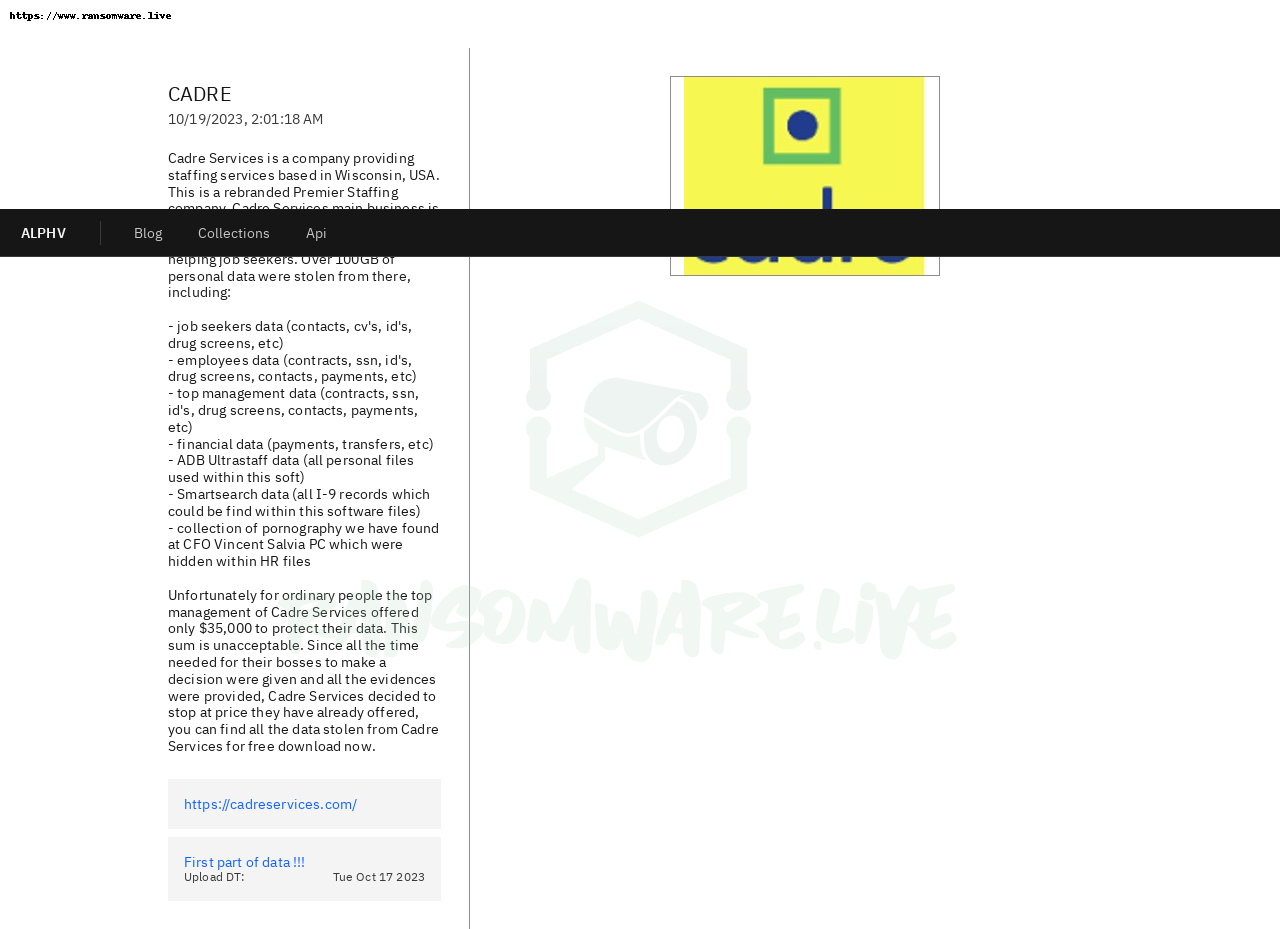 https://www.ransomware.live
CADRE
10/19/2023, 2:01:18 AM
Cadre Services is a company providing
staffing services based in Wisconsin, USA.
This is a rebranded Premier Staffing
company. Cadre Services main business is
ALPHV
Blog
Collections
Api
helping job seekers. Over 100GB of
personal data were stolen from there,
including:
- job seekers data (contacts, cv's, id's,
drug screens, etc)
- employees data (contracts, ssn, id's,
drug screens, contacts, payments, etc)
- top management data (contracts, ssn,
id's, drug screens, contacts, payments,
etc)
- financial data (payments, transfers, etc)
- ADB Ultrastaff data (all personal files
used within this soft)
- Smartsearch data (all I-9 records which
could be find within this software files)
- collection of pornography we have found
at CFO Vincent Salvia PC which were
hidden within HR files
Unfortunately for ordinary people the top
management of Cadre Services offered
only $35,000 to protect their data. This
sum is unacceptable. Since all the time
needed for their bosses to make a
decision were given and all the evidences
were provided, Cadre Services decided to
stop at price they have already offered,
you can find all the data stolen from Cadre
Services for free download now.
https://cadreservices.com/
First part of data !!!
Upload DT: Tue Oct 17 2023
RANSOMWARE.LIVE